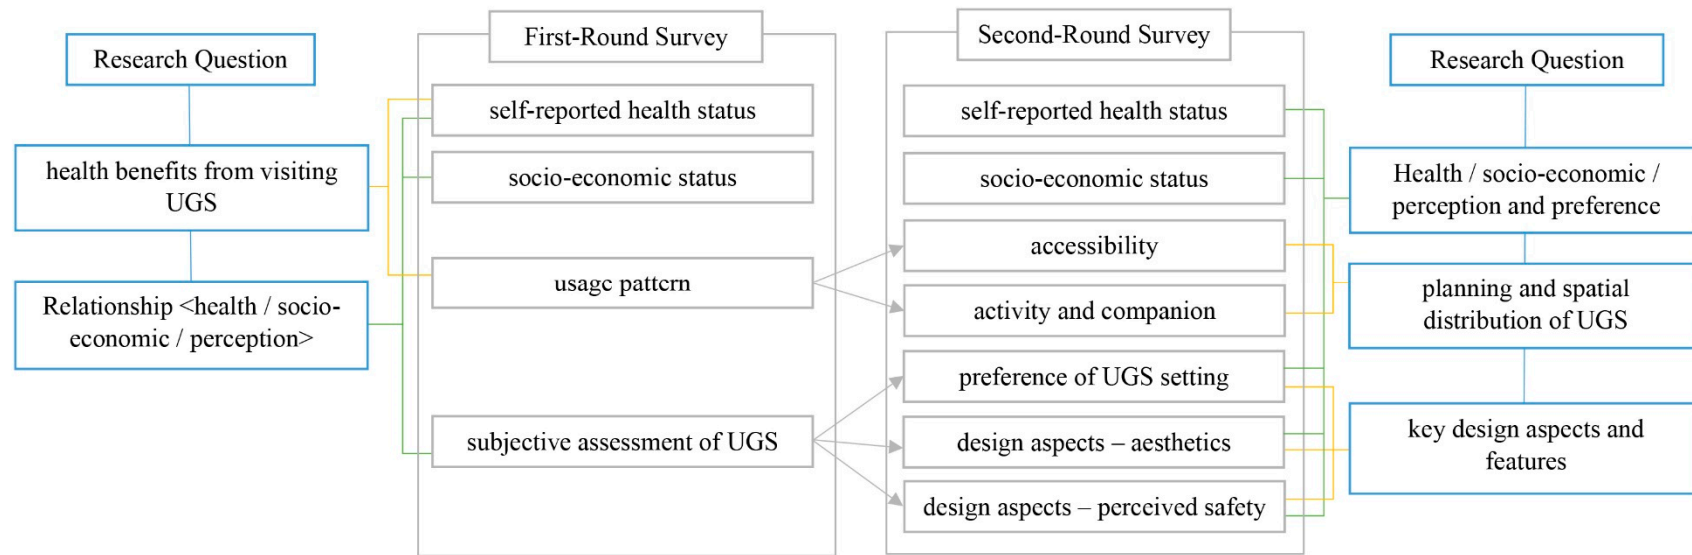 Research Question
health benefits from visiting
UGS
Relationship <health / socio-
economic / perception>
First-Round Survey
self-reported health status
socio-economic status
usage pattern
subjective assessment of UGS
Second-Round Survey
self-reported health status
socio-economic status
accessibility
activity and companion
preference of UGS setting
design aspects – aesthetics
design aspects – perceived safety
Research Question
Health / socio-economic /
perception and preference
planning and spatial
distribution of UGS
key design aspects and
features